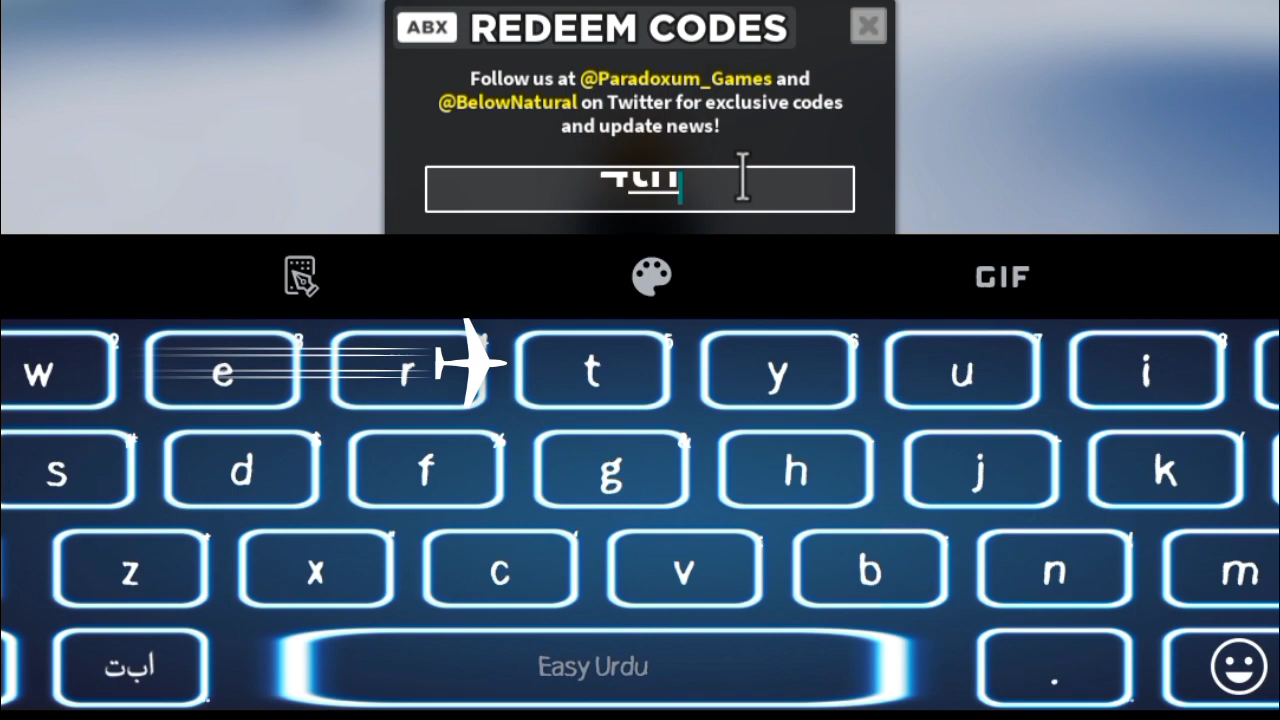 ABX REDEEM CODES
Follow us at @Paradoxum_Games and
@BelowNatural on Twitter for exclusive codes
and update news!
4th
GIF
w e r t y u i
s d f g h j k
z x c v b n m
ابت Easy Urdu .